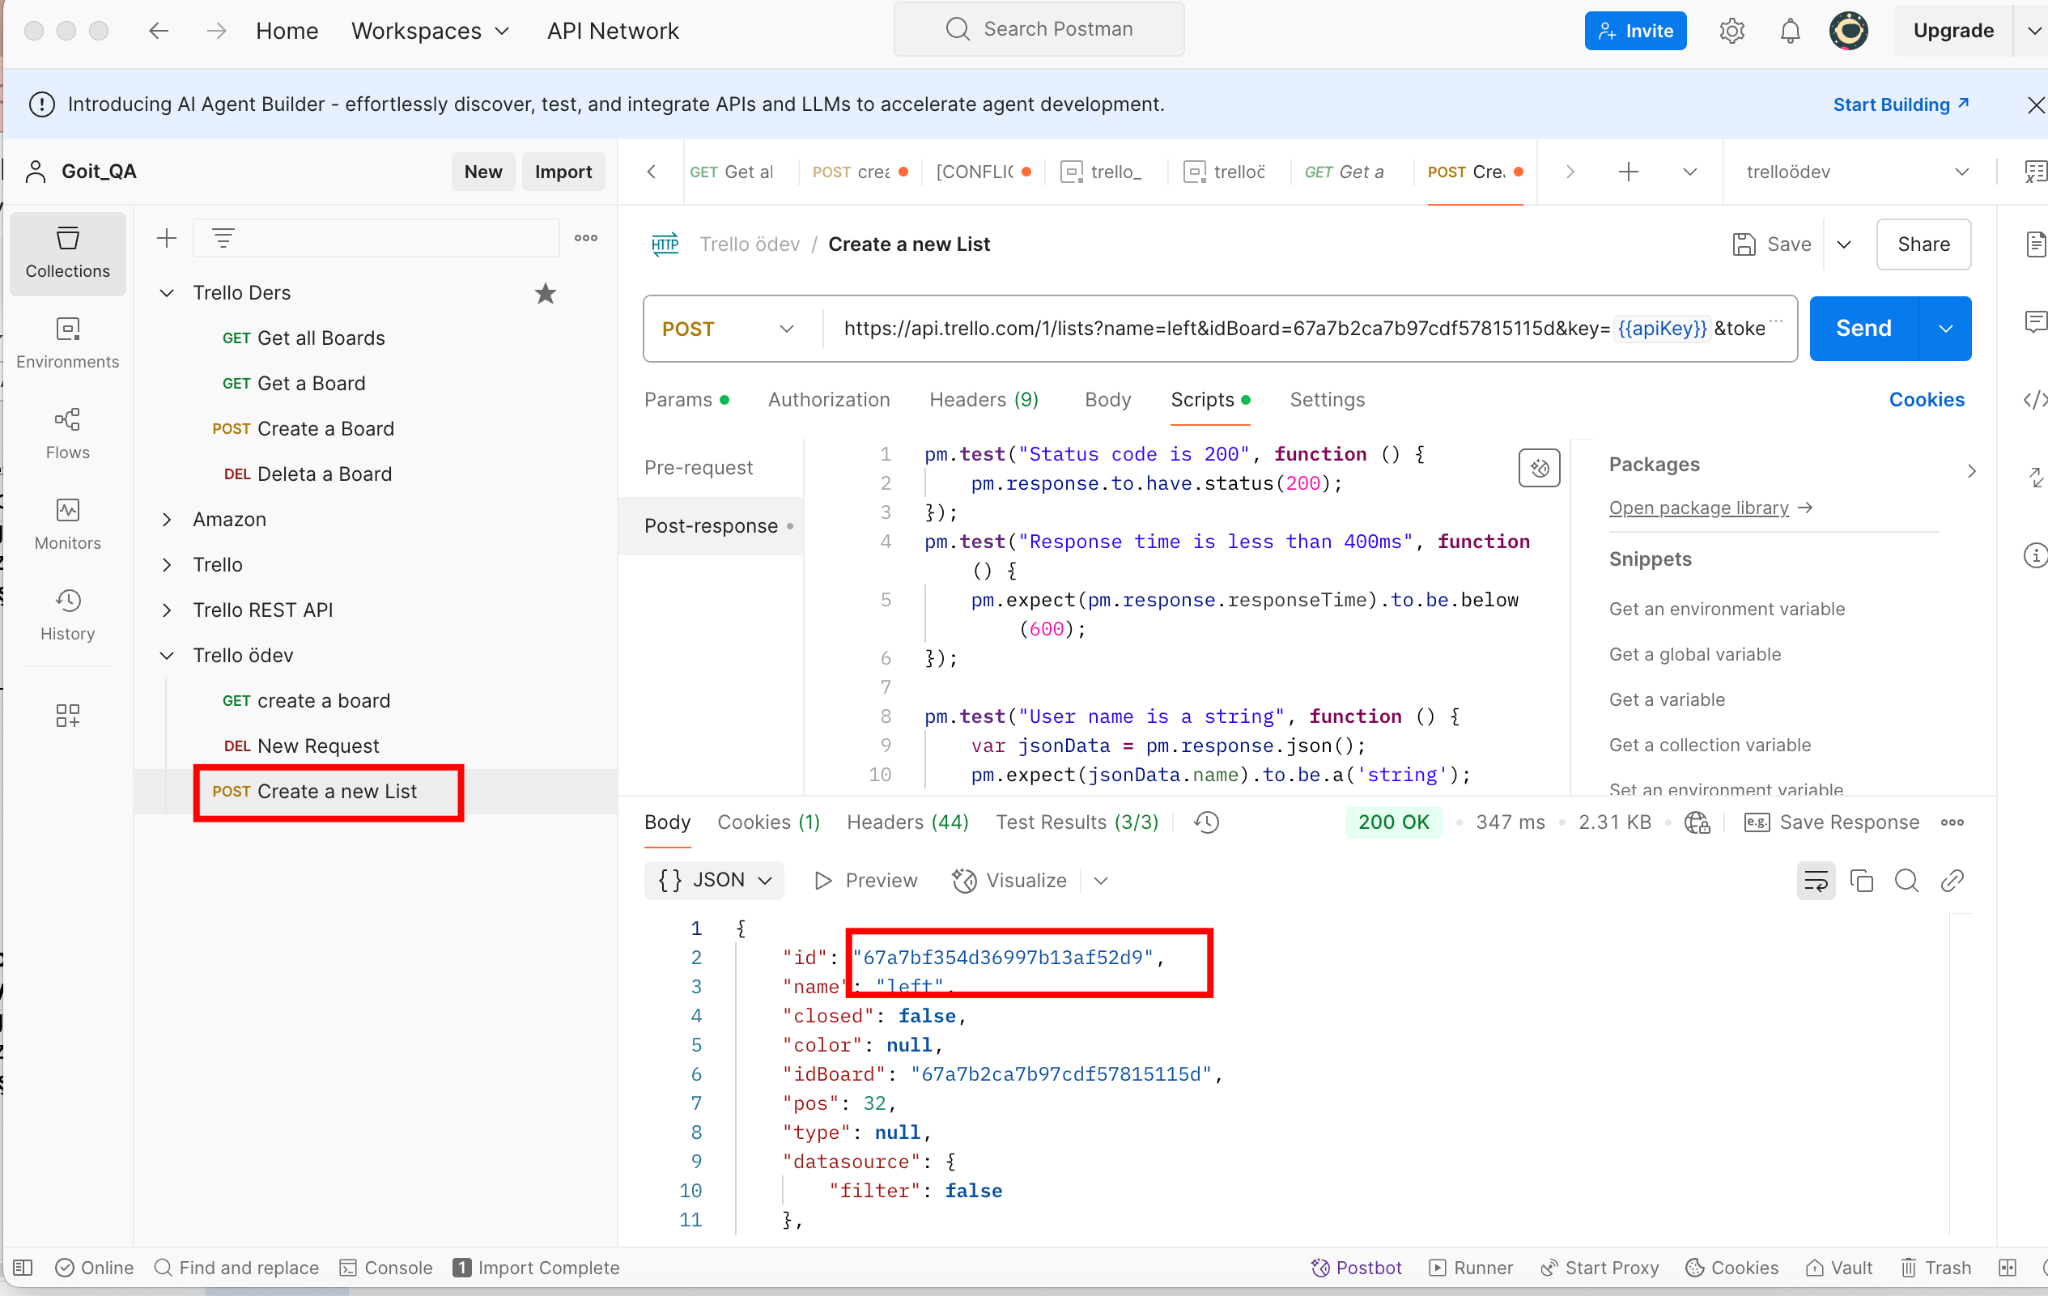 Home Workspaces API Network Search Postman Invite Upgrade
Introducing AI Agent Builder - effortlessly discover, test, and integrate APIs and LLMs to accelerate agent development. Start Building
Goit_QA New Import
GET Get al POST crea [CONFLIC trello_ trelloö GET Get a POST Cre. trelloödev
Collections
Environments
Flows
Monitors
History
Trello Ders
GET Get all Boards
GET Get a Board
POST Create a Board
DEL Deleta a Board
Amazon
Trello
Trello REST API
Trello ödev
GET create a board
DEL New Request
POST Create a new List
HTTP Trello ödev / Create a new List Save Share
POST https://api.trello.com/1/lists?name=left&idBoard=67a7b2ca7b97cdf57815115d&key= {{apiKey}} &toke ... Send
Params Authorization Headers (9) Body Scripts Settings Cookies
Pre-request
Post-response
1 pm.test("Status code is 200", function () {
2 pm.response.to.have.status(200);
3 });
4 pm.test("Response time is less than 400ms", function
() {
5 pm.expect(pm.response.responseTime).to.be.below
(600);
6 });
7
8 pm.test("User name is a string", function () {
9 var jsonData = pm.response.json();
10 pm.expect(jsonData.name).to.be.a('string');
Packages
Open package library →
Snippets
Get an environment variable
Get a global variable
Get a variable
Get a collection variable
Set an environment variable
Body Cookies (1) Headers (44) Test Results (3/3) 200 OK 347 ms 2.31 KB e.g. Save Response
{} JSON Preview Visualize
1 {
2 "id": "67a7bf354d36997b13af52d9",
3 "name": "left",
4 "closed": false,
5 "color": null,
6 "idBoard": "67a7b2ca7b97cdf57815115d",
7 "pos": 32,
8 "type": null,
9 "datasource": {
10 "filter": false
11 },
Online Find and replace Console 1 Import Complete Postbot Runner Start Proxy Cookies Vault Trash